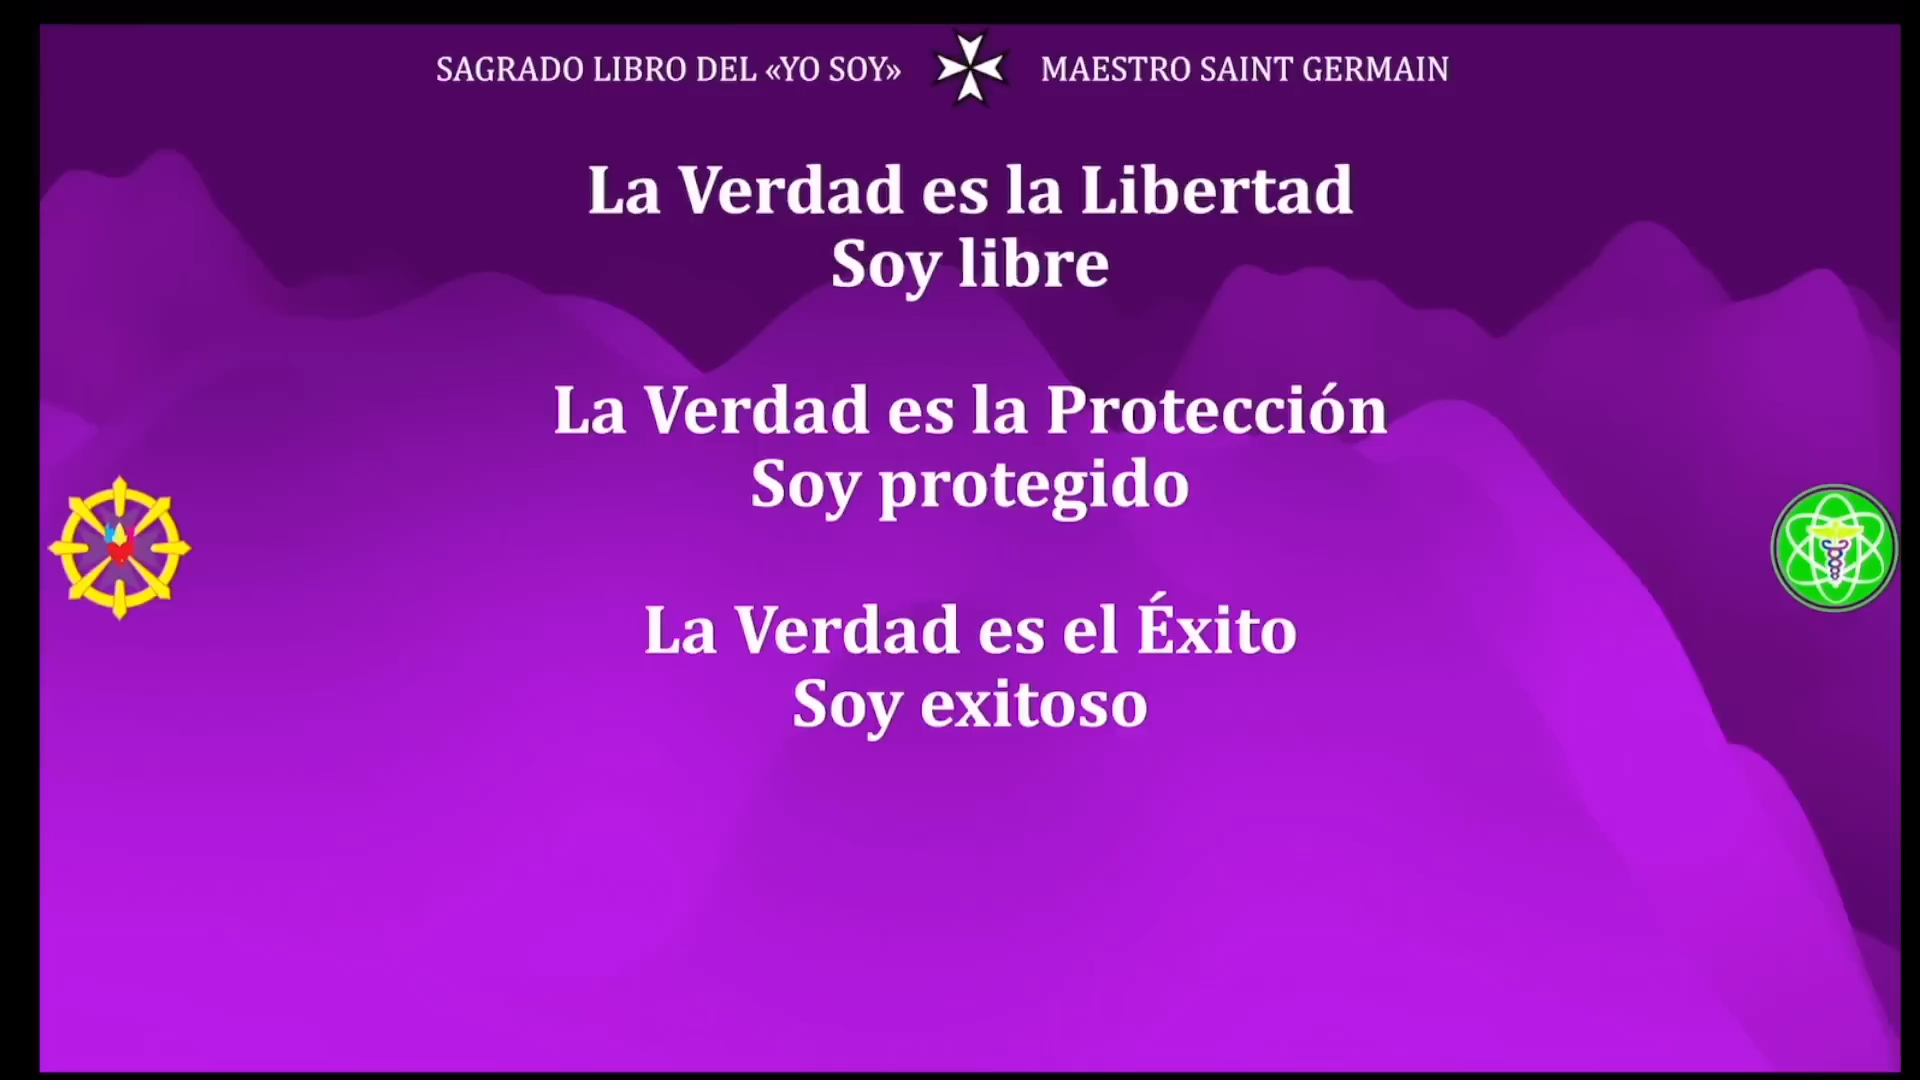 SAGRADO LIBRO DEL «YO SOY» MAESTRO SAINT GERMAIN
La Verdad es la Libertad
Soy libre
La Verdad es la Protección
Soy protegido
La Verdad es el Éxito
Soy exitoso